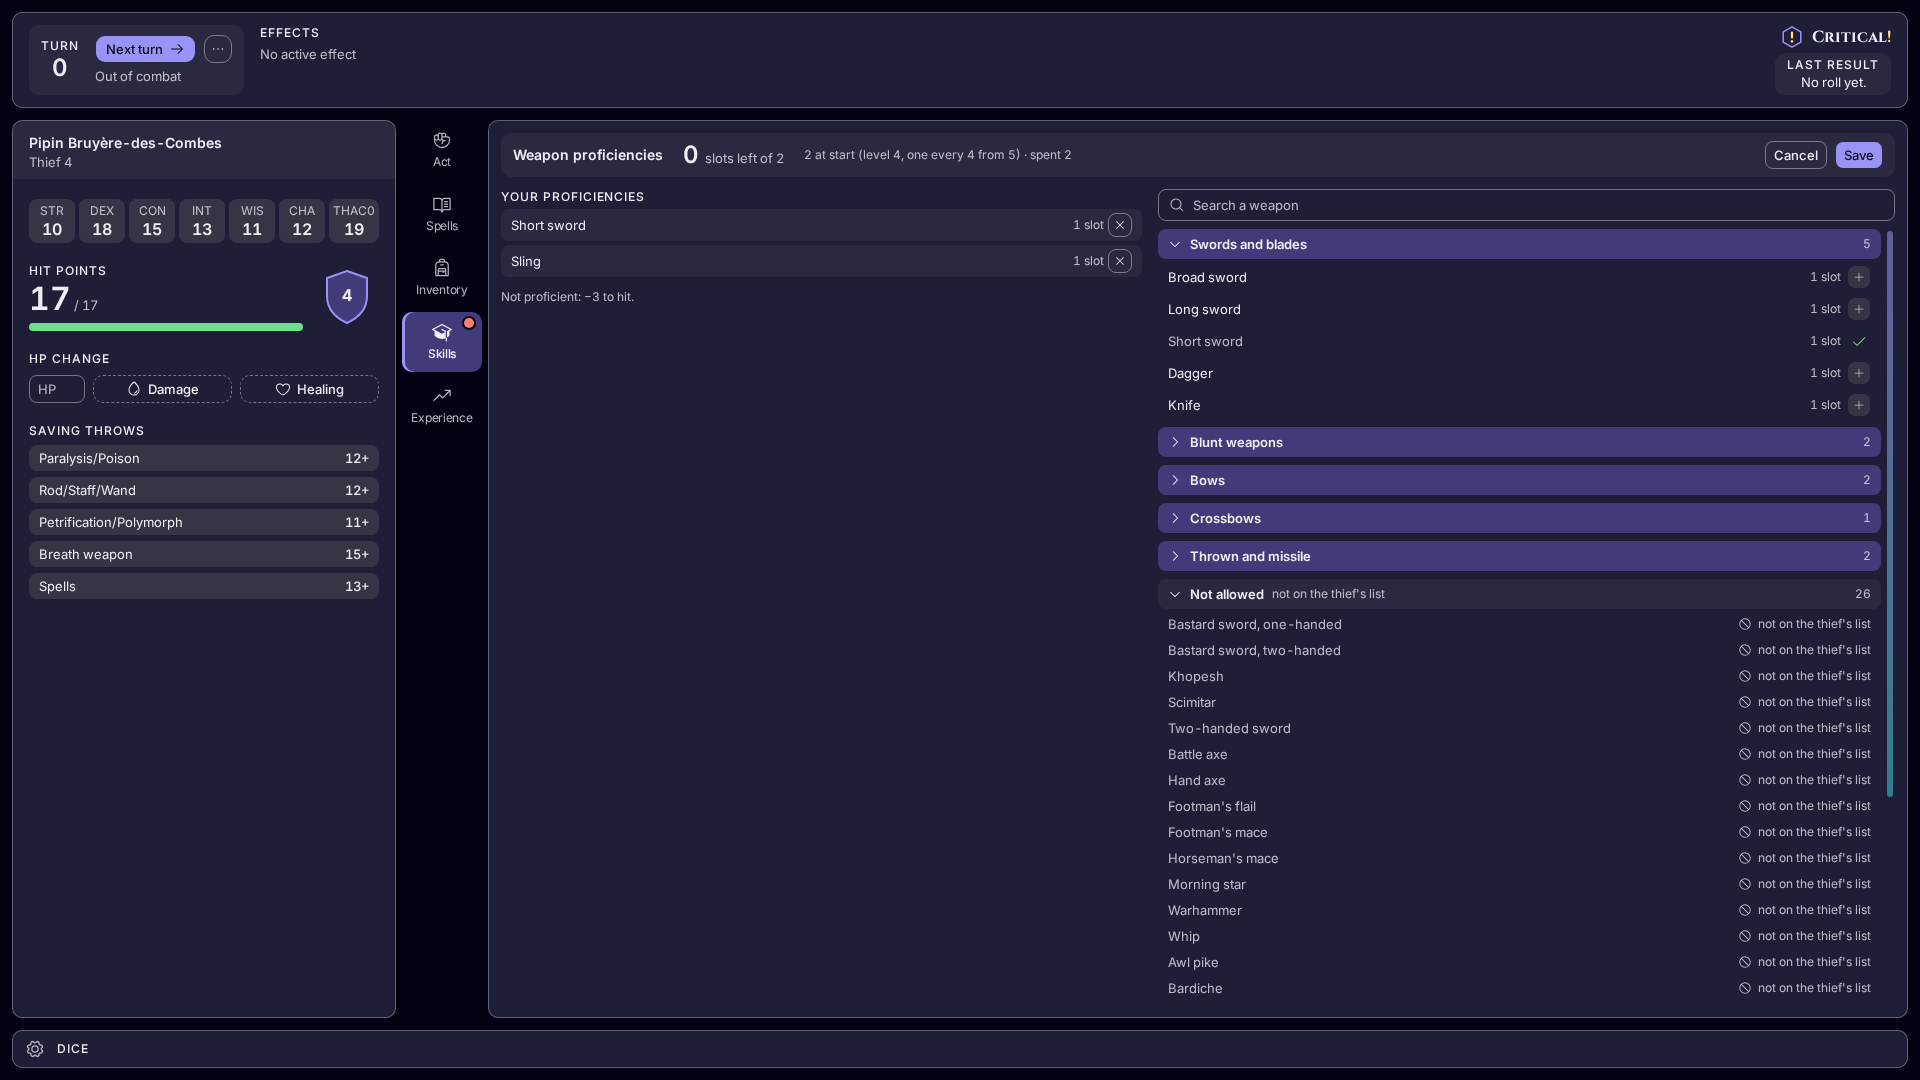 TURN
0
Next turn
Out of combat
EFFECTS
No active effect
CRITICAL!
LAST RESULT
No roll yet.
Pipin Bruyère-des-Combes
Thief 4
STR 10
DEX 18
CON 15
INT 13
WIS 11
CHA 12
THAC0 19
HIT POINTS
17 / 17
4
HP CHANGE
HP
Damage
Healing
SAVING THROWS
Paralysis/Poison 12+
Rod/Staff/Wand 12+
Petrification/Polymorph 11+
Breath weapon 15+
Spells 13+
Act
Spells
Inventory
Skills
Experience
Weapon proficiencies 0 slots left of 2 2 at start (level 4, one every 4 from 5) · spent 2
Cancel
Save
YOUR PROFICIENCIES
Short sword 1 slot
Sling 1 slot
Not proficient: −3 to hit.
Search a weapon
Swords and blades 5
Broad sword 1 slot
Long sword 1 slot
Short sword 1 slot
Dagger 1 slot
Knife 1 slot
Blunt weapons 2
Bows 2
Crossbows 1
Thrown and missile 2
Not allowed not on the thief's list 26
Bastard sword, one-handed not on the thief's list
Bastard sword, two-handed not on the thief's list
Khopesh not on the thief's list
Scimitar not on the thief's list
Two-handed sword not on the thief's list
Battle axe not on the thief's list
Hand axe not on the thief's list
Footman's flail not on the thief's list
Footman's mace not on the thief's list
Horseman's mace not on the thief's list
Morning star not on the thief's list
Warhammer not on the thief's list
Whip not on the thief's list
Awl pike not on the thief's list
Bardiche not on the thief's list
DICE